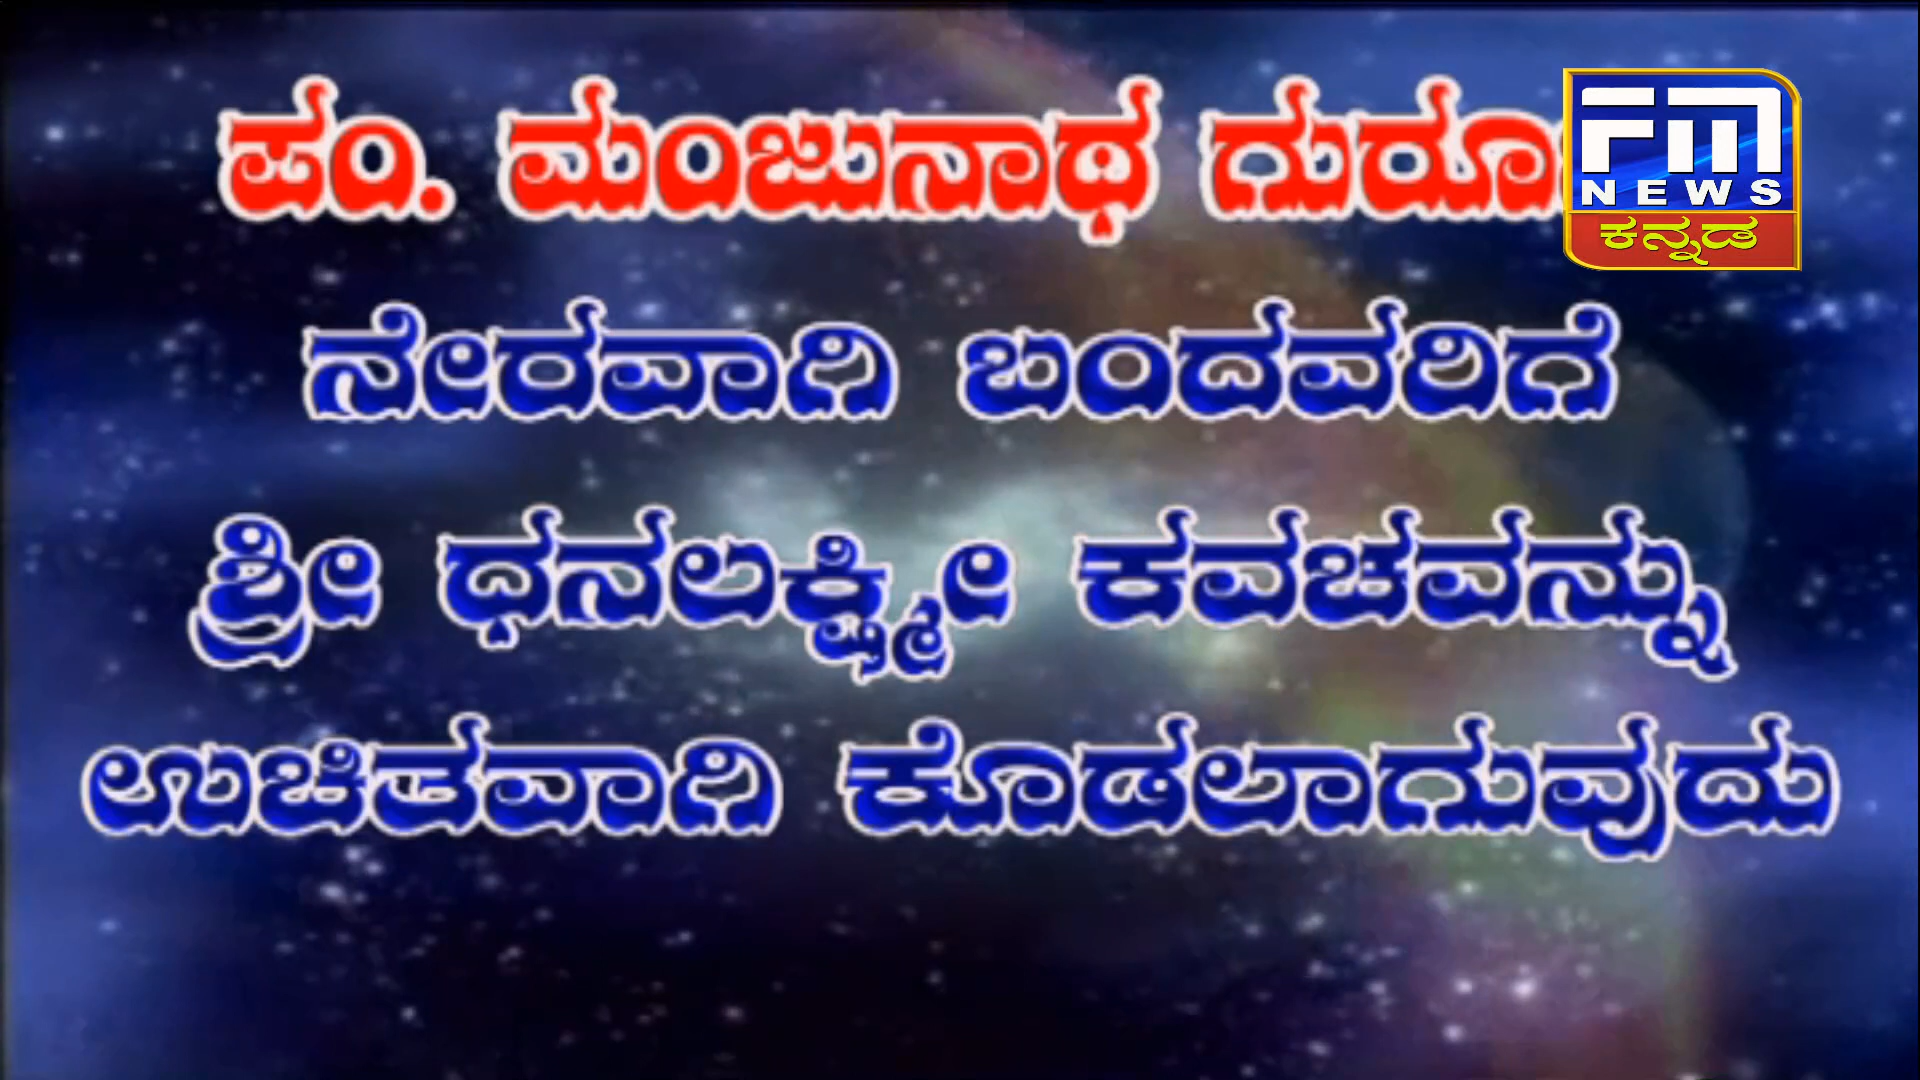 ಪಂ. ಮಂಜುನಾಥ
FM
NEWS
ಕನ್ನಡ
ನೇರವಾಗಿ ಬಂದವರಿಗೆ
ಶ್ರೀ ಧನಲಕ್ಷ್ಮೀ ಕವಚವನ್ನು
ಉಚಿತವಾಗಿ ಕೊಡಲಾಗುವುದು